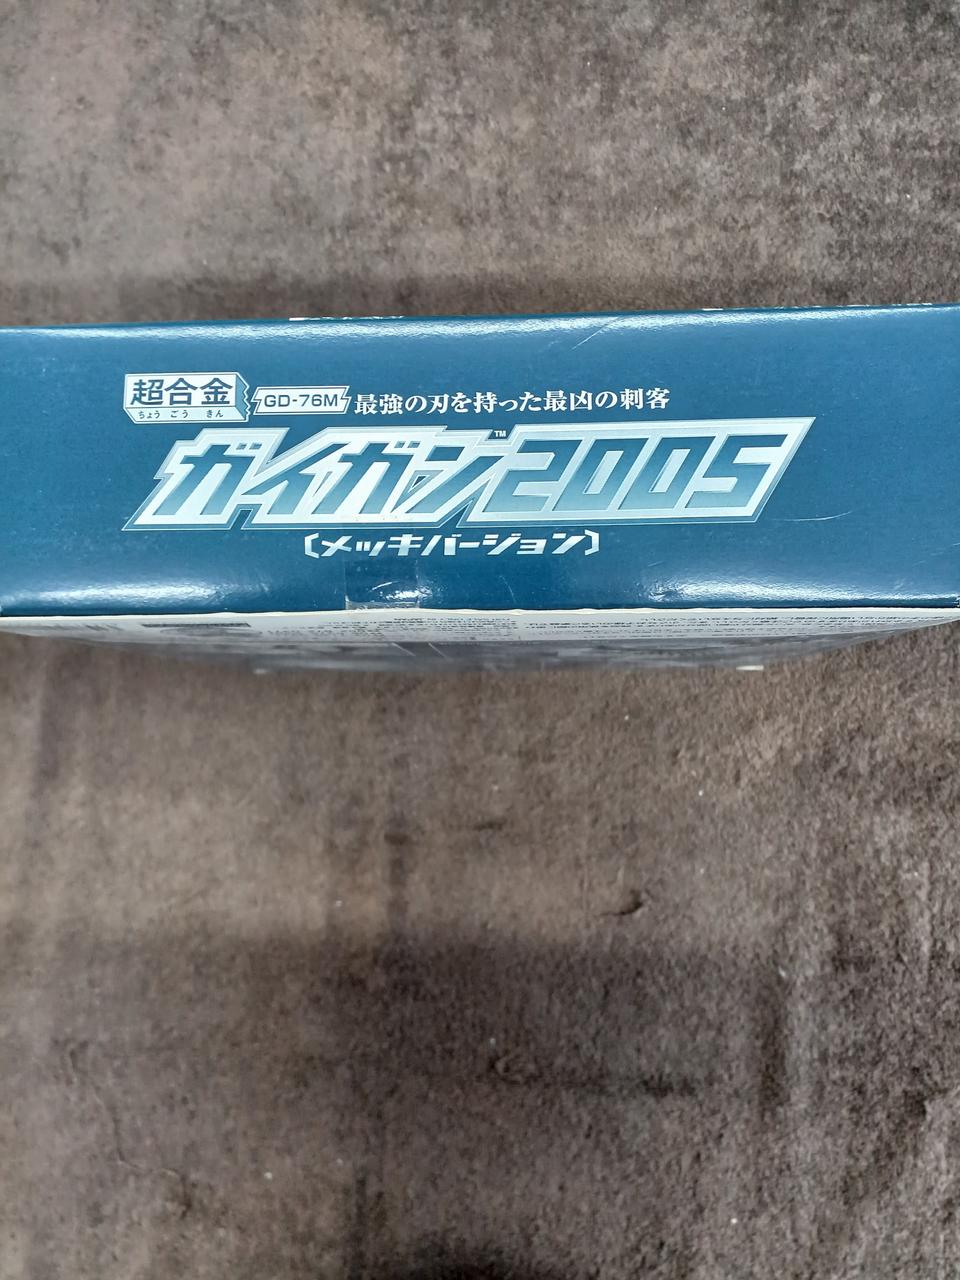 超合金
ちょう ごう きん
GD-76M 最強の刃を持った最凶の刺客
ガイガン™2005
〔メッキバージョン〕